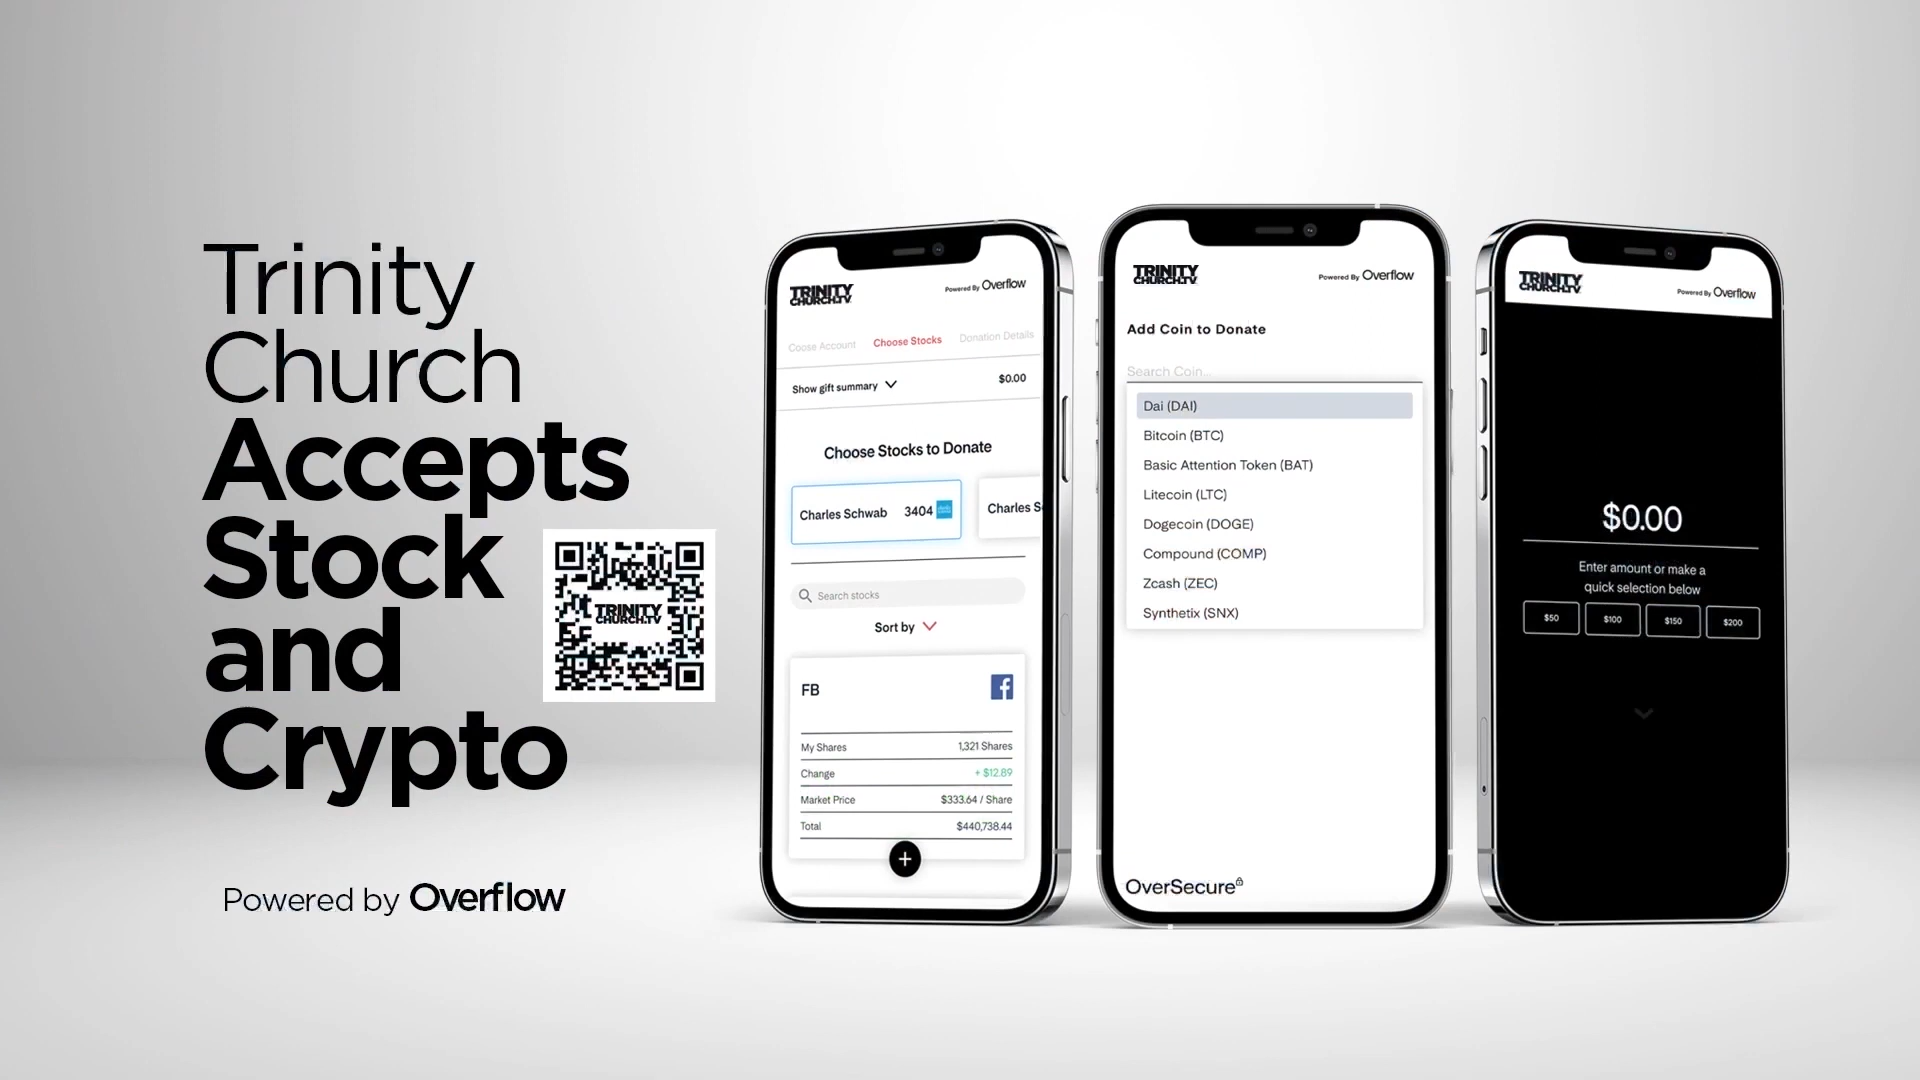 Trinity
Church
Accepts
Stock
and
Crypto
TRINITY
CHURCH.TV
Powered by Overflow
TRINITY
CHURCH.TV
Powered By Overflow
Coose Account Choose Stocks Donation Details
Show gift summary $0.00
Choose Stocks to Donate
Charles Schwab 3404
Charles S
Search stocks
Sort by
FB
My Shares 1,321 Shares
Change + $12.89
Market Price $333.64 / Share
Total $440,738.44
+
TRINITY
CHURCH.TV
Powered By Overflow
Add Coin to Donate
Search Coin...
Dai (DAI)
Bitcoin (BTC)
Basic Attention Token (BAT)
Litecoin (LTC)
Dogecoin (DOGE)
Compound (COMP)
Zcash (ZEC)
Synthetix (SNX)
OverSecure
TRINITY
CHURCH.TV
Powered By Overflow
$0.00
Enter amount or make a
quick selection below
$50 $100 $150 $200